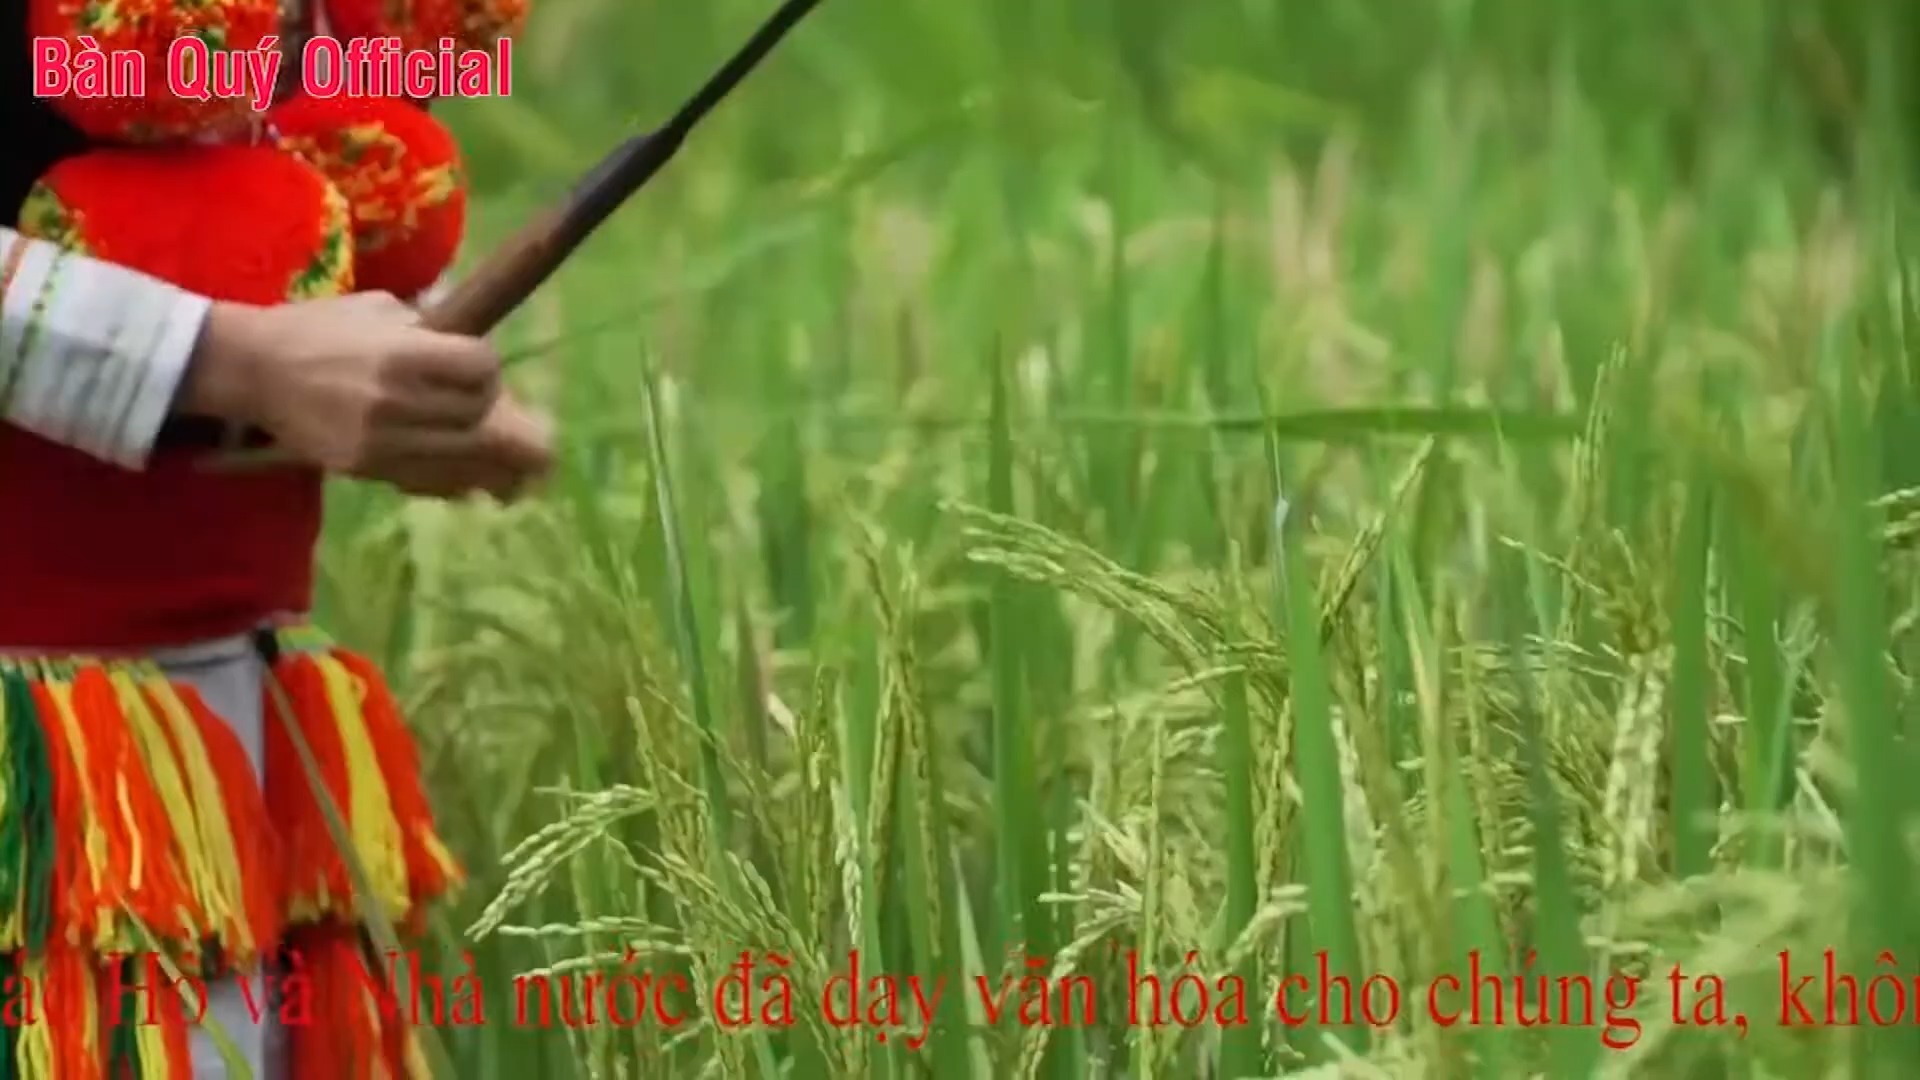 Bàn Quý Official
Hồ và Nhà nước đã dạy văn hóa cho chúng ta,